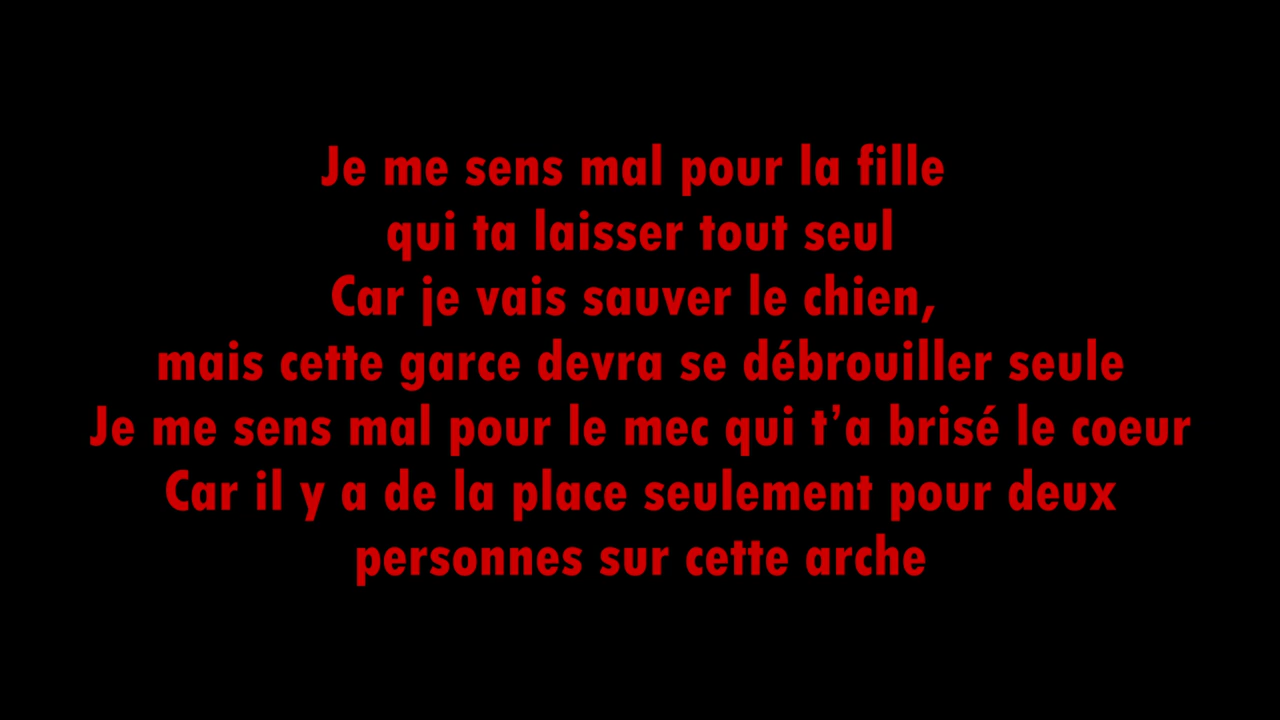 Je me sens mal pour la fille
qui ta laisser tout seul
Car je vais sauver le chien,
mais cette garce devra se débrouiller seule
Je me sens mal pour le mec qui t’a brisé le coeur
Car il y a de la place seulement pour deux
personnes sur cette arche